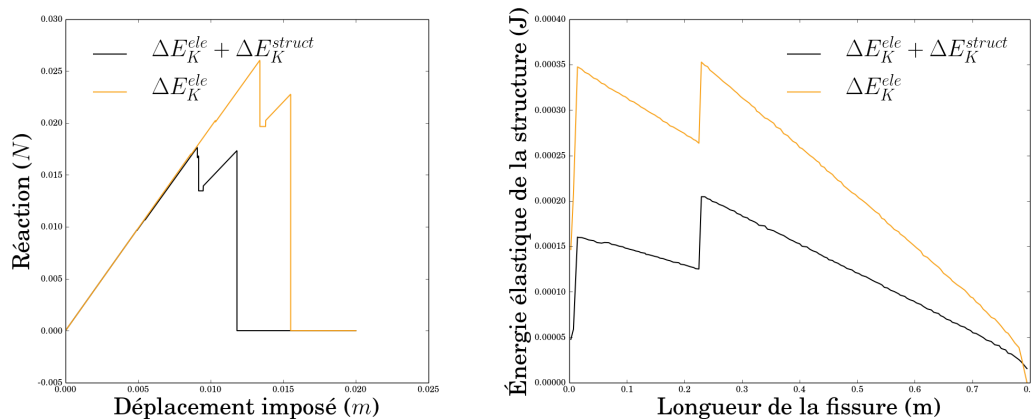 0.030
0.025
0.020
0.015
0.010
0.005
0.000
-0.005
Réaction (N)
ΔE_K^{ele} + ΔE_K^{struct}
ΔE_K^{ele}
0.000 0.005 0.010 0.015 0.020 0.025
Déplacement imposé (m)
0.00040
0.00035
0.00030
0.00025
0.00020
0.00015
0.00010
0.00005
0.00000
Énergie élastique de la structure (J)
ΔE_K^{ele} + ΔE_K^{struct}
ΔE_K^{ele}
0.0 0.1 0.2 0.3 0.4 0.5 0.6 0.7
Longueur de la fissure (m)